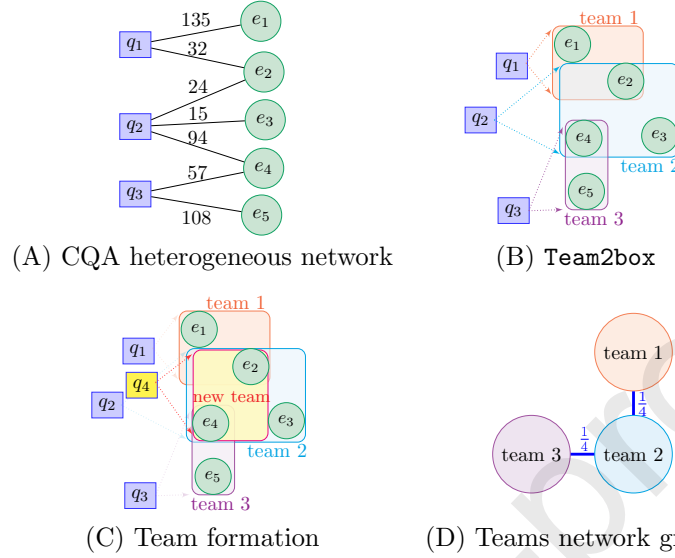 135
e1
q1
32
e2
24
q2
15
e3
94
e4
57
q3
108
e5
(A) CQA heterogeneous network
team 1
e1
q1
e2
q2
e4
e3
team 2
e5
q3
team 3
(B) Team2box
team 1
e1
q1
q4
e2
new team
q2
e4
e3
team 2
e5
q3
team 3
(C) Team formation
team 1
1/4
1/4
team 3
team 2
(D) Teams network g